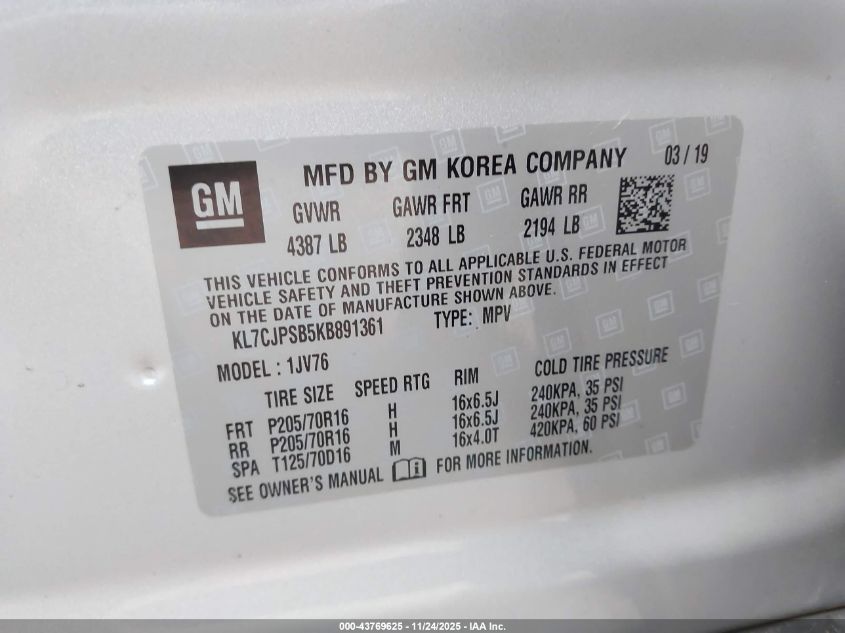 GM
MFD BY GM KOREA COMPANY 03 / 19
GVWR GAWR FRT GAWR RR
4387 LB 2348 LB 2194 LB
THIS VEHICLE CONFORMS TO ALL APPLICABLE U.S. FEDERAL MOTOR
VEHICLE SAFETY AND THEFT PREVENTION STANDARDS IN EFFECT
ON THE DATE OF MANUFACTURE SHOWN ABOVE.
KL7CJPSB5KB891361 TYPE: MPV
MODEL : 1JV76
TIRE SIZE SPEED RTG RIM COLD TIRE PRESSURE
FRT P205/70R16 H 16x6.5J 240KPA, 35 PSI
RR P205/70R16 H 16x6.5J 240KPA, 35 PSI
SPA T125/70D16 M 16x4.0T 420KPA, 60 PSI
SEE OWNER'S MANUAL FOR MORE INFORMATION.
000-43769625 - 11/24/2025 - IAA Inc.